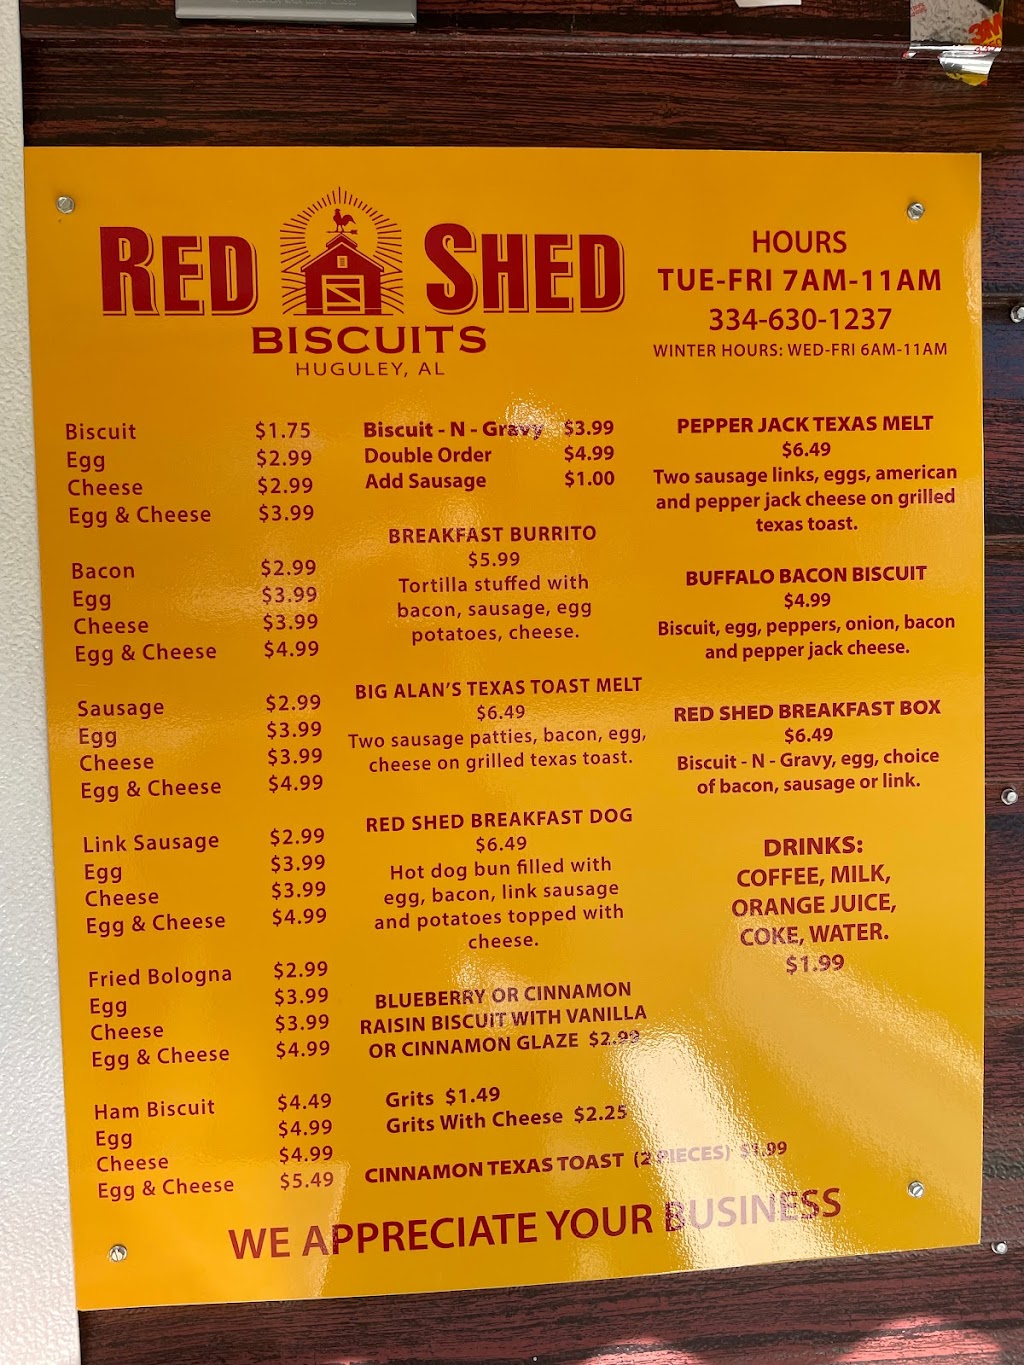 RED SHED
BISCUITS
HUGULEY, AL
HOURS
TUE-FRI 7AM-11AM
334-630-1237
WINTER HOURS: WED-FRI 6AM-11AM
Biscuit $1.75
Egg $2.99
Cheese $2.99
Egg & Cheese $3.99
Bacon $2.99
Egg $3.99
Cheese $3.99
Egg & Cheese $4.99
Sausage $2.99
Egg $3.99
Cheese $3.99
Egg & Cheese $4.99
Link Sausage $2.99
Egg $3.99
Cheese $3.99
Egg & Cheese $4.99
Fried Bologna $2.99
Egg $3.99
Cheese $3.99
Egg & Cheese $4.99
Ham Biscuit $4.49
Egg $4.99
Cheese $4.99
Egg & Cheese $5.49
Biscuit - N - Gravy $3.99
Double Order $4.99
Add Sausage $1.00
BREAKFAST BURRITO
$5.99
Tortilla stuffed with
bacon, sausage, egg
potatoes, cheese.
BIG ALAN'S TEXAS TOAST MELT
$6.49
Two sausage patties, bacon, egg,
cheese on grilled texas toast.
RED SHED BREAKFAST DOG
$6.49
Hot dog bun filled with
egg, bacon, link sausage
and potatoes topped with
cheese.
BLUEBERRY OR CINNAMON
RAISIN BISCUIT WITH VANILLA
OR CINNAMON GLAZE $2.99
Grits $1.49
Grits With Cheese $2.25
CINNAMON TEXAS TOAST (2 PIECES) $1.99
PEPPER JACK TEXAS MELT
$6.49
Two sausage links, eggs, american
and pepper jack cheese on grilled
texas toast.
BUFFALO BACON BISCUIT
$4.99
Biscuit, egg, peppers, onion, bacon
and pepper jack cheese.
RED SHED BREAKFAST BOX
$6.49
Biscuit - N - Gravy, egg, choice
of bacon, sausage or link.
DRINKS:
COFFEE, MILK,
ORANGE JUICE,
COKE, WATER.
$1.99
WE APPRECIATE YOUR BUSINESS
3M